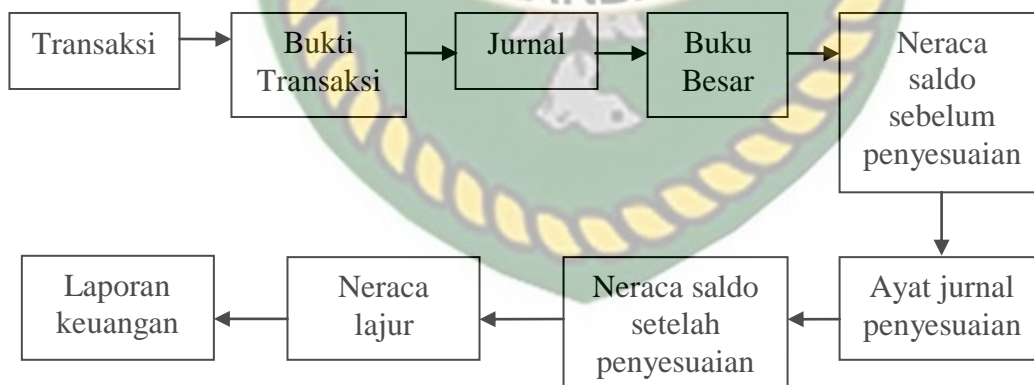 Transaksi
Bukti
Transaksi
Jurnal
Buku
Besar
Neraca
saldo
sebelum
penyesuaian
Ayat jurnal
penyesuaian
Neraca saldo
setelah
penyesuaian
Neraca
lajur
Laporan
keuangan